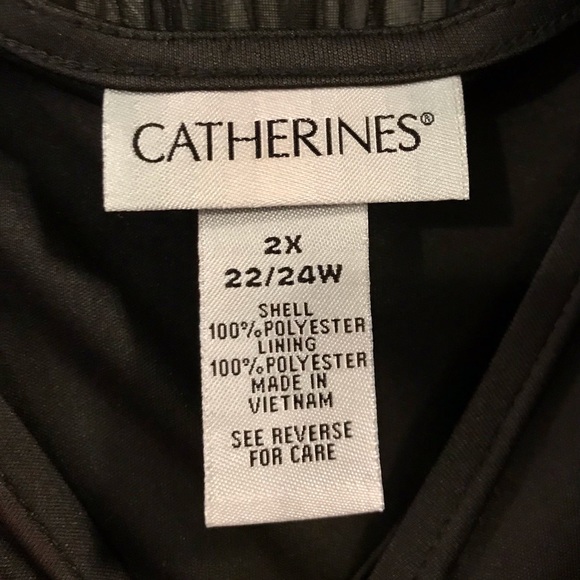 CATHERINES®
2X
22/24W
SHELL
100%POLYESTER
LINING
100%POLYESTER
MADE IN
VIETNAM
SEE REVERSE
FOR CARE